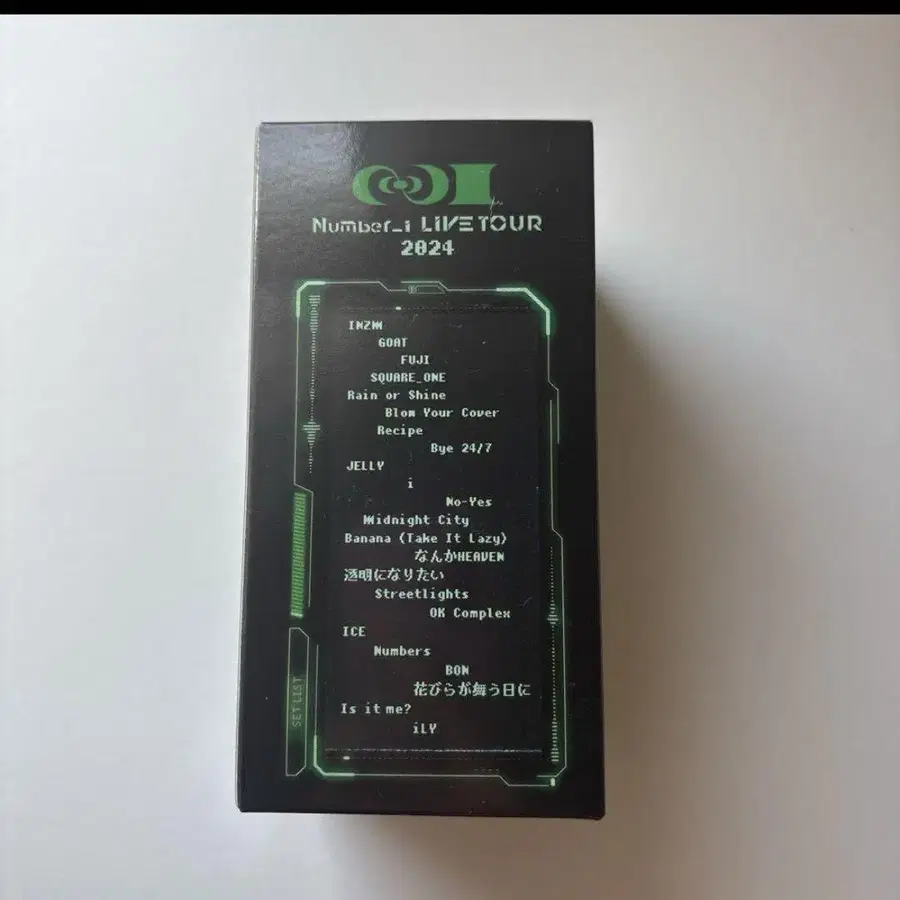 Number_i LIVE TOUR
2024
INZM
GOAT
FUJI
SQUARE_ONE
Rain or Shine
Blow Your Cover
Recipe
Bye 24/7
JELLY
i
No-Yes
Midnight City
Banana (Take It Lazy)
なんかHEAVEN
透明になりたい
Streetlights
OK Complex
ICE
Numbers
BON
花びらが舞う日に
Is it me?
iLY
SET LIST